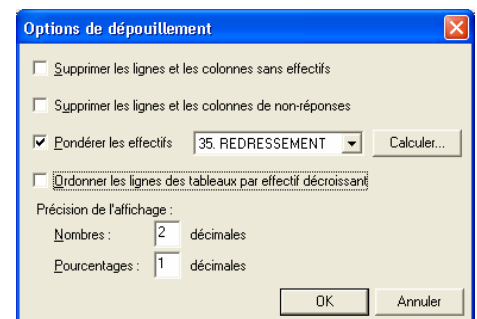 Options de dépouillement
Supprimer les lignes et les colonnes sans effectifs
Supprimer les lignes et les colonnes de non-réponses
Pondérer les effectifs 35. REDRESSEMENT Calculer...
Ordonner les lignes des tableaux par effectif décroissant
Précision de l'affichage :
Nombres : 2 décimales
Pourcentages : 1 décimales
OK Annuler